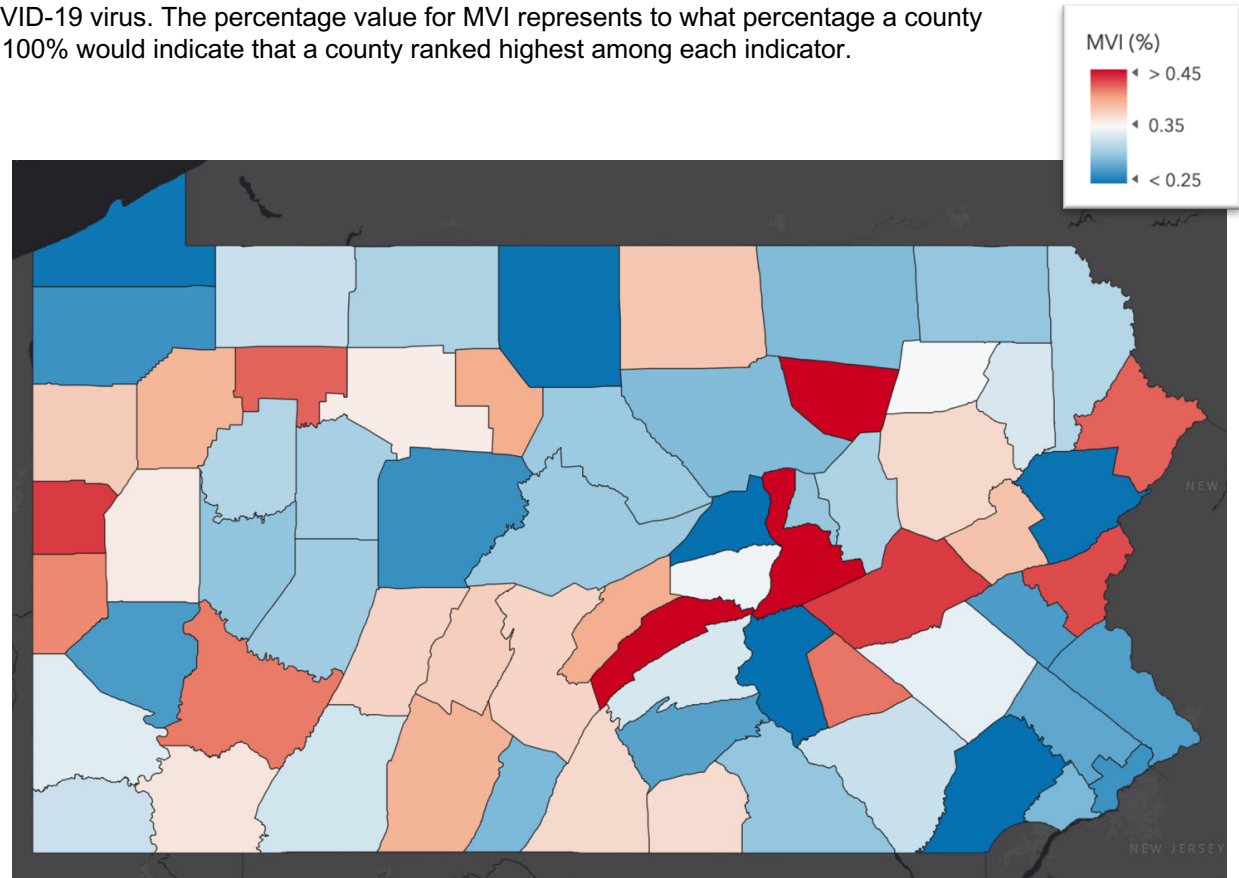 VID-19 virus. The percentage value for MVI represents to what percentage a county
100% would indicate that a county ranked highest among each indicator.
MVI (%)
> 0.45
0.35
< 0.25
NEW
NEW JERSEY